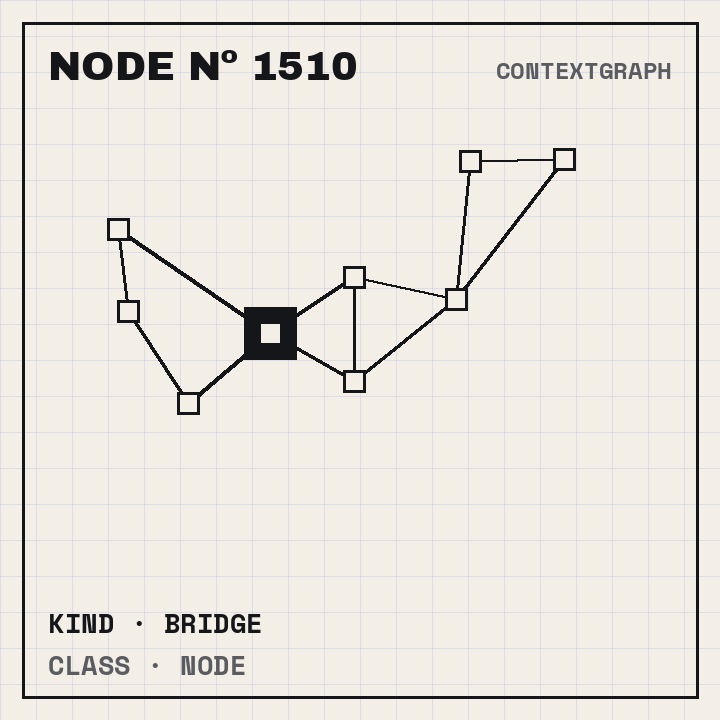 NODE Nº 1510
CONTEXTGRAPH
KIND · BRIDGE
CLASS · NODE